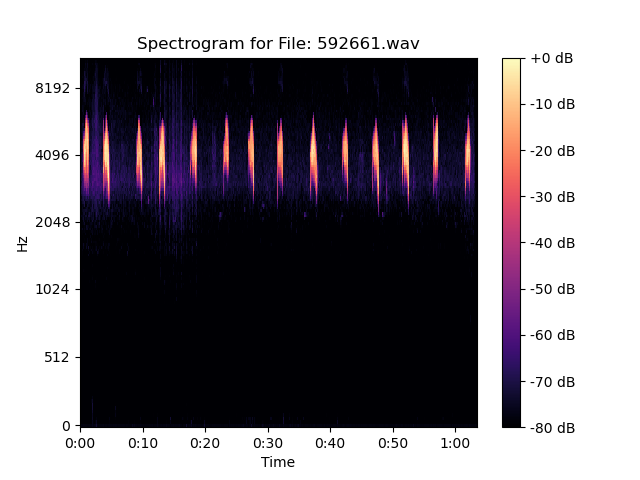 Spectrogram for File: 592661.wav
+0 dB
8192
-10 dB
4096
-20 dB
-30 dB
2048
-40 dB
Hz
1024
-50 dB
-60 dB
512
-70 dB
0
-80 dB
0:00 0:10 0:20 0:30 0:40 0:50 1:00
Time